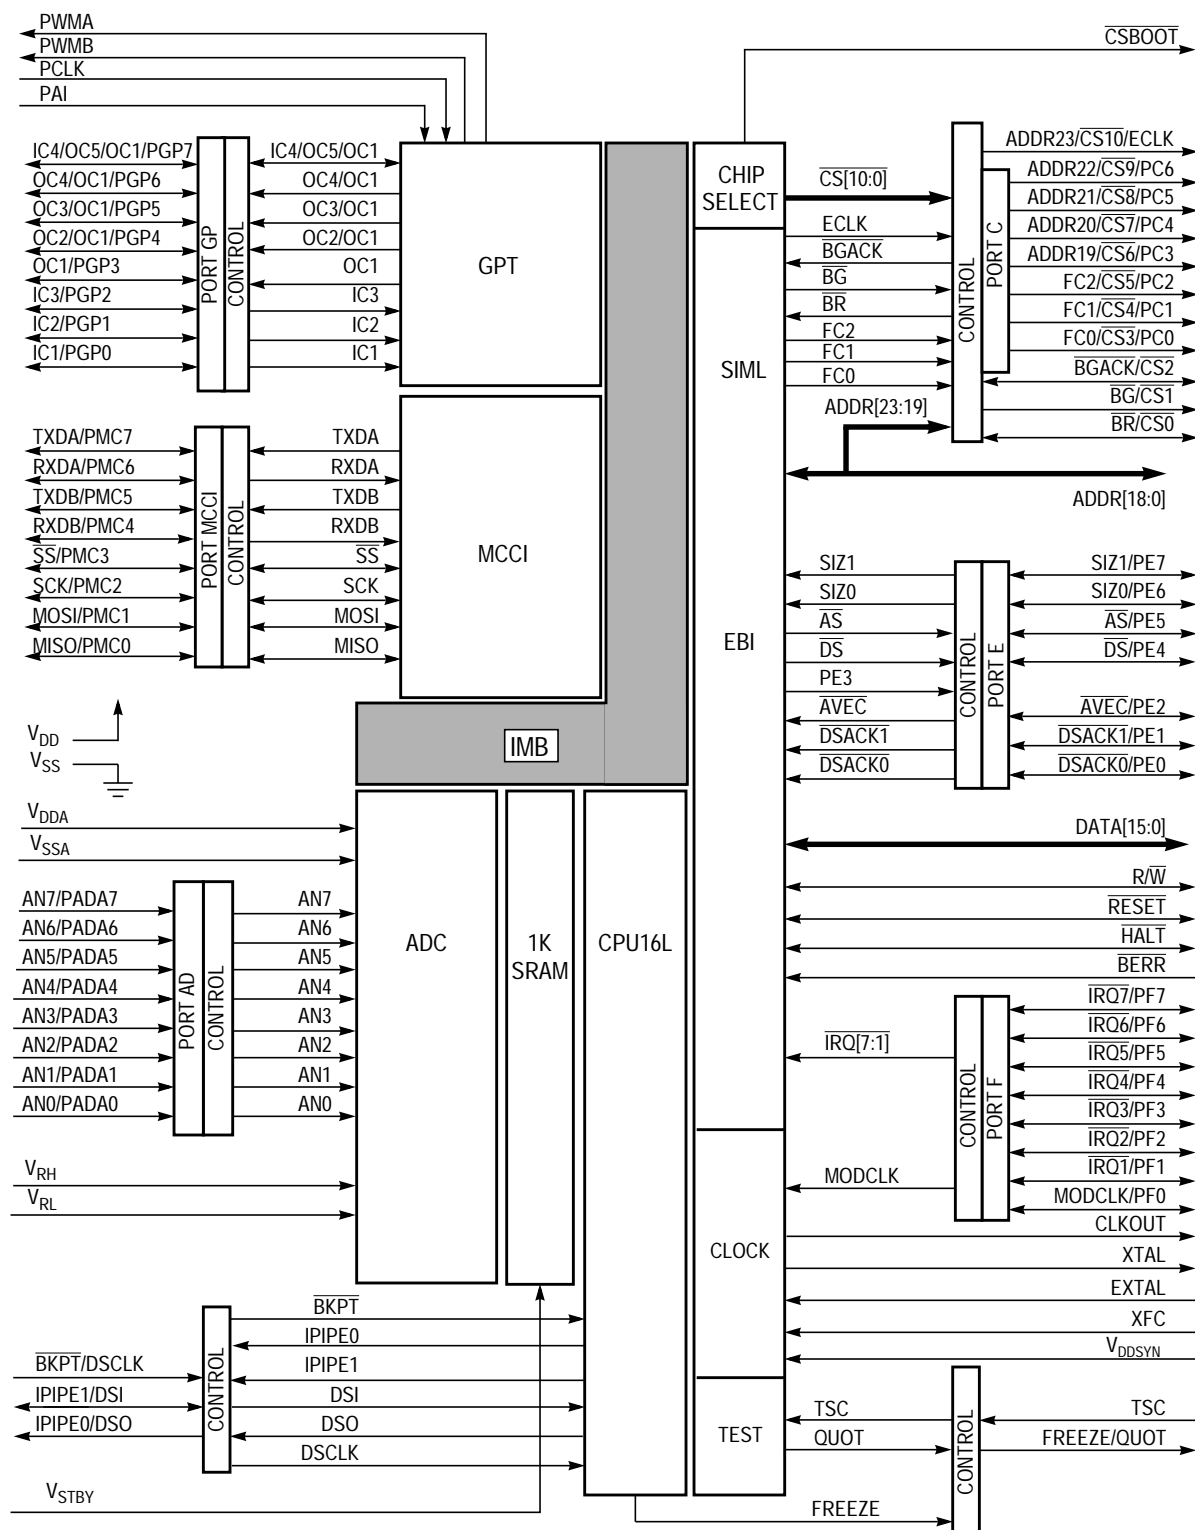 PWMA
PWMB
PCLK
PAI
IC4/OC5/OC1/PGP7
OC4/OC1/PGP6
OC3/OC1/PGP5
OC2/OC1/PGP4
OC1/PGP3
IC3/PGP2
IC2/PGP1
IC1/PGP0
PORT GP
CONTROL
IC4/OC5/OC1
OC4/OC1
OC3/OC1
OC2/OC1
OC1
IC3
IC2
IC1
GPT
TXDA/PMC7
RXDA/PMC6
TXDB/PMC5
RXDB/PMC4
SS/PMC3
SCK/PMC2
MOSI/PMC1
MISO/PMC0
PORT MCCI
CONTROL
TXDA
RXDA
TXDB
RXDB
SS
SCK
MOSI
MISO
MCCI
VDD
VSS
IMB
VDDA
VSSA
AN7/PADA7
AN6/PADA6
AN5/PADA5
AN4/PADA4
AN3/PADA3
AN2/PADA2
AN1/PADA1
AN0/PADA0
PORT AD
CONTROL
AN7
AN6
AN5
AN4
AN3
AN2
AN1
AN0
VRH
VRL
ADC
1K
SRAM
CPU16L
BKPT/DSCLK
IPIPE1/DSI
IPIPE0/DSO
CONTROL
BKPT
IPIPE0
IPIPE1
DSI
DSO
DSCLK
VSTBY
CHIP
SELECT
SIML
EBI
CLOCK
TEST
CSBOOT
CS[10:0]
ECLK
BGACK
BG
BR
FC2
FC1
FC0
ADDR[23:19]
CONTROL
PORT C
ADDR23/CS10/ECLK
ADDR22/CS9/PC6
ADDR21/CS8/PC5
ADDR20/CS7/PC4
ADDR19/CS6/PC3
FC2/CS5/PC2
FC1/CS4/PC1
FC0/CS3/PC0
BGACK/CS2
BG/CS1
BR/CS0
ADDR[18:0]
SIZ1
SIZ0
AS
DS
PE3
AVEC
DSACK1
DSACK0
CONTROL
PORT E
SIZ1/PE7
SIZ0/PE6
AS/PE5
DS/PE4
AVEC/PE2
DSACK1/PE1
DSACK0/PE0
DATA[15:0]
R/W
RESET
HALT
BERR
IRQ[7:1]
MODCLK
CONTROL
PORT F
IRQ7/PF7
IRQ6/PF6
IRQ5/PF5
IRQ4/PF4
IRQ3/PF3
IRQ2/PF2
IRQ1/PF1
MODCLK/PF0
CLKOUT
XTAL
EXTAL
XFC
VDDSYN
TSC
QUOT
FREEZE
CONTROL
TSC
FREEZE/QUOT